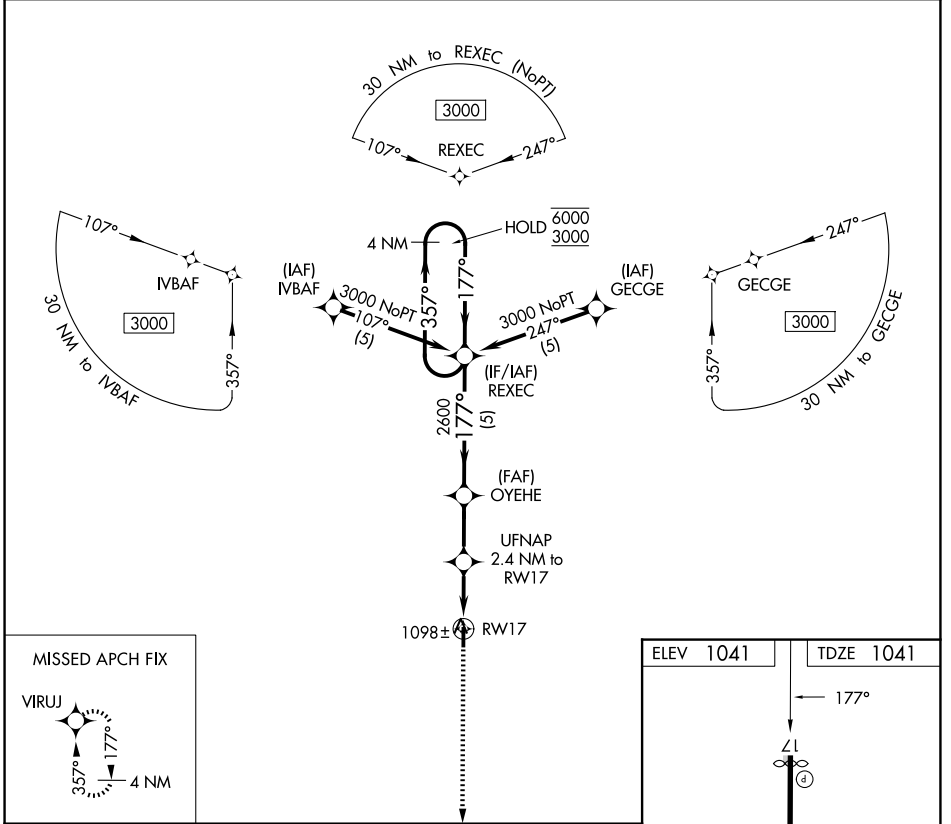 30 NM to REXEC (NoPT)
3000
107°
REXEC
247°
107°
IVBAF
3000
357°
30 NM to IVBAF
247°
GECGE
3000
357°
30 NM to GECGE
4 NM
HOLD 6000
3000
357°
177°
(IAF)
IVBAF
3000 NoPT
107°
(5)
(IAF)
GECGE
3000 NoPT
247°
(5)
(IF/IAF)
REXEC
2600
177°
(5)
(FAF)
OYEHE
UFNAP
2.4 NM to
RW17
1098± RW17
MISSED APCH FIX
VIRUJ
357°
177°
4 NM
ELEV 1041
TDZE 1041
177°
17
P